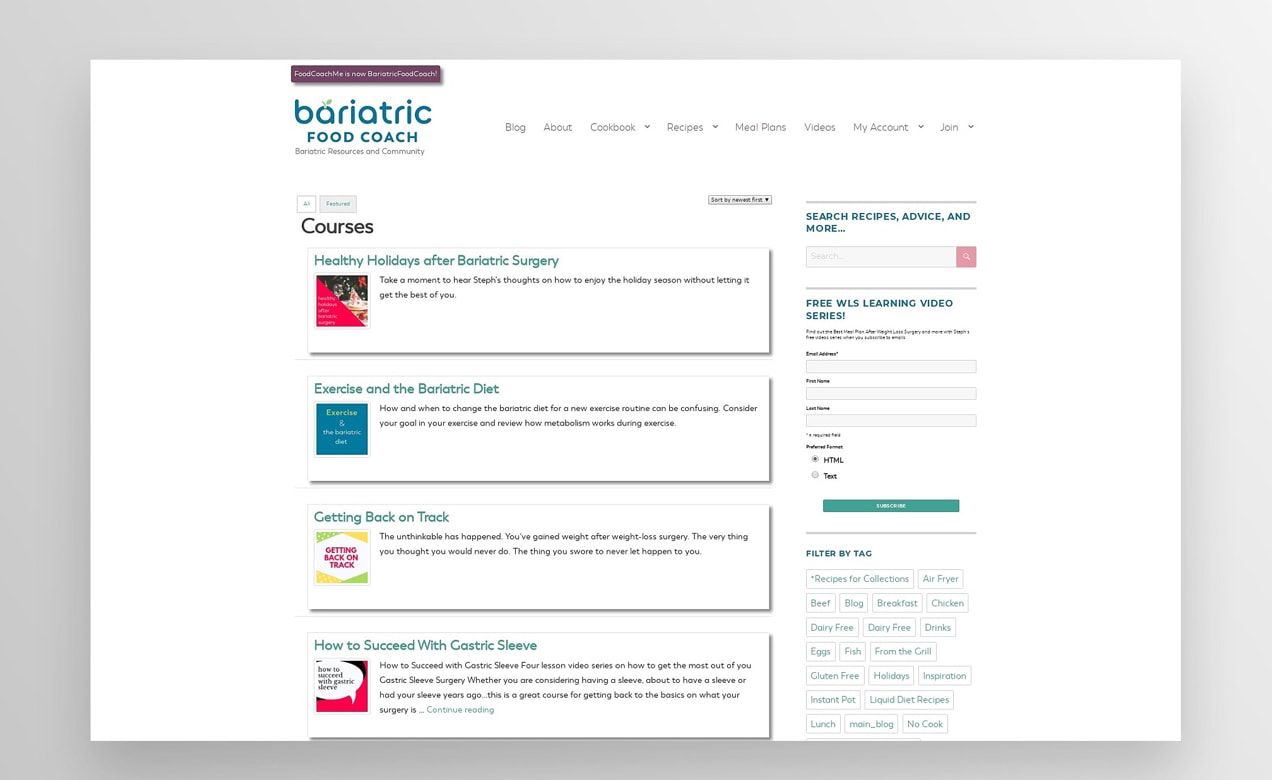 FoodCoachMe is now BariatricFoodCoach!
bariatric
FOOD COACH
Bariatric Resources and Community
Blog About Cookbook Recipes Meal Plans Videos My Account Join
All Featured
Sort by newest first ▼
Courses
Healthy Holidays after Bariatric Surgery
healthy
holidays
after
bariatric
surgery
Take a moment to hear Steph's thoughts on how to enjoy the holiday season without letting it
get the best of you.
Exercise and the Bariatric Diet
Exercise
&
the bariatric
diet
How and when to change the bariatric diet for a new exercise routine can be confusing. Consider
your goal in your exercise and review how metabolism works during exercise.
Getting Back on Track
GETTING
BACK ON
TRACK
The unthinkable has happened. You've gained weight after weight-loss surgery. The very thing
you thought you would never do. The thing you swore to never let happen to you.
How to Succeed With Gastric Sleeve
how to
succeed
with gastric
sleeve
How to Succeed with Gastric Sleeve Four lesson video series on how to get the most out of you
Gastric Sleeve Surgery Whether you are considering having a sleeve, about to have a sleeve or
had your sleeve years ago...this is a great course for getting back to the basics on what your
surgery is ... Continue reading
SEARCH RECIPES, ADVICE, AND
MORE...
Search...
FREE WLS LEARNING VIDEO
SERIES!
Find out the Best Meal Plan After Weight Loss Surgery and more with Steph's
free videos series when you subscribe to emails.
Email Address*
First Name
Last Name
* = required field
Preferred Format
HTML
Text
SUBSCRIBE
FILTER BY TAG
*Recipes for Collections Air Fryer
Beef Blog Breakfast Chicken
Dairy Free Dairy Free Drinks
Eggs Fish From the Grill
Gluten Free Holidays Inspiration
Instant Pot Liquid Diet Recipes
Lunch main_blog No Cook